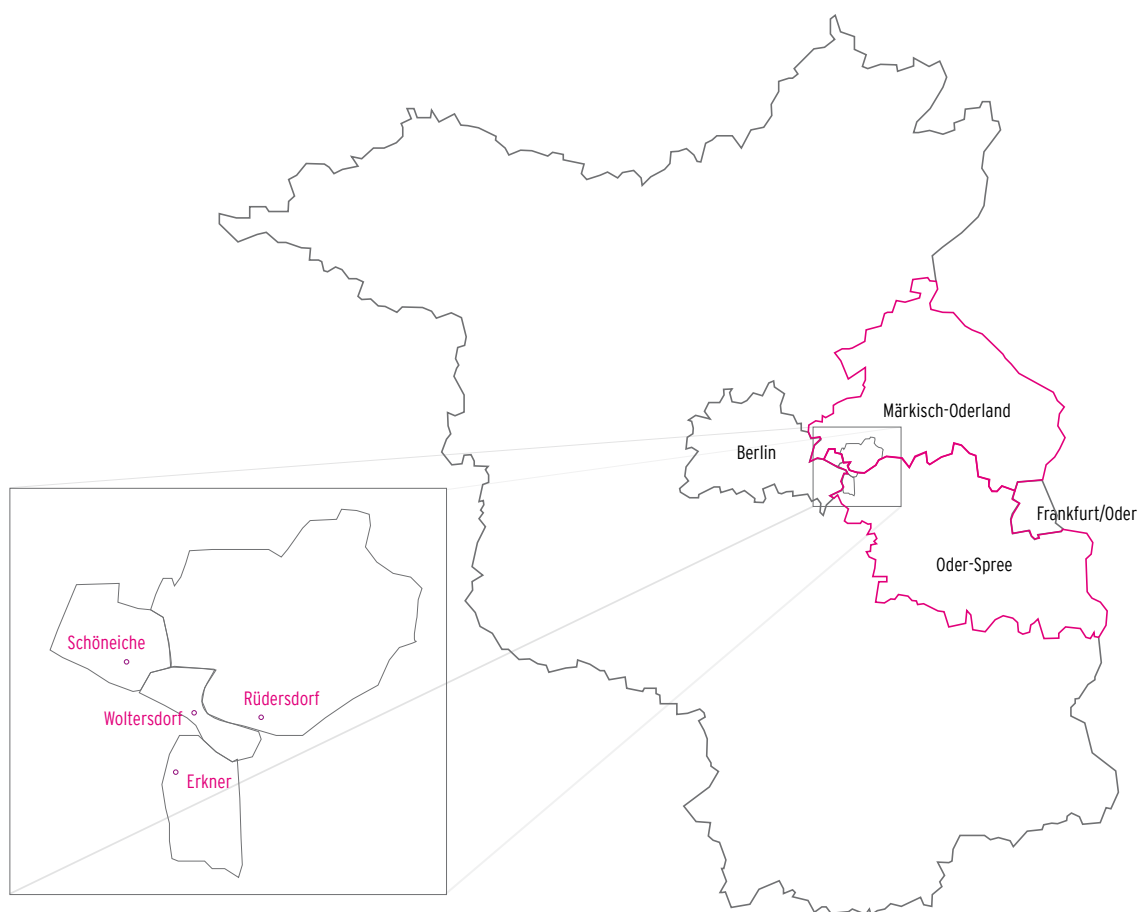 Märkisch-Oderland
Berlin
Frankfurt/Oder
Oder-Spree
Schöneiche
Rüdersdorf
Woltersdorf
Erkner